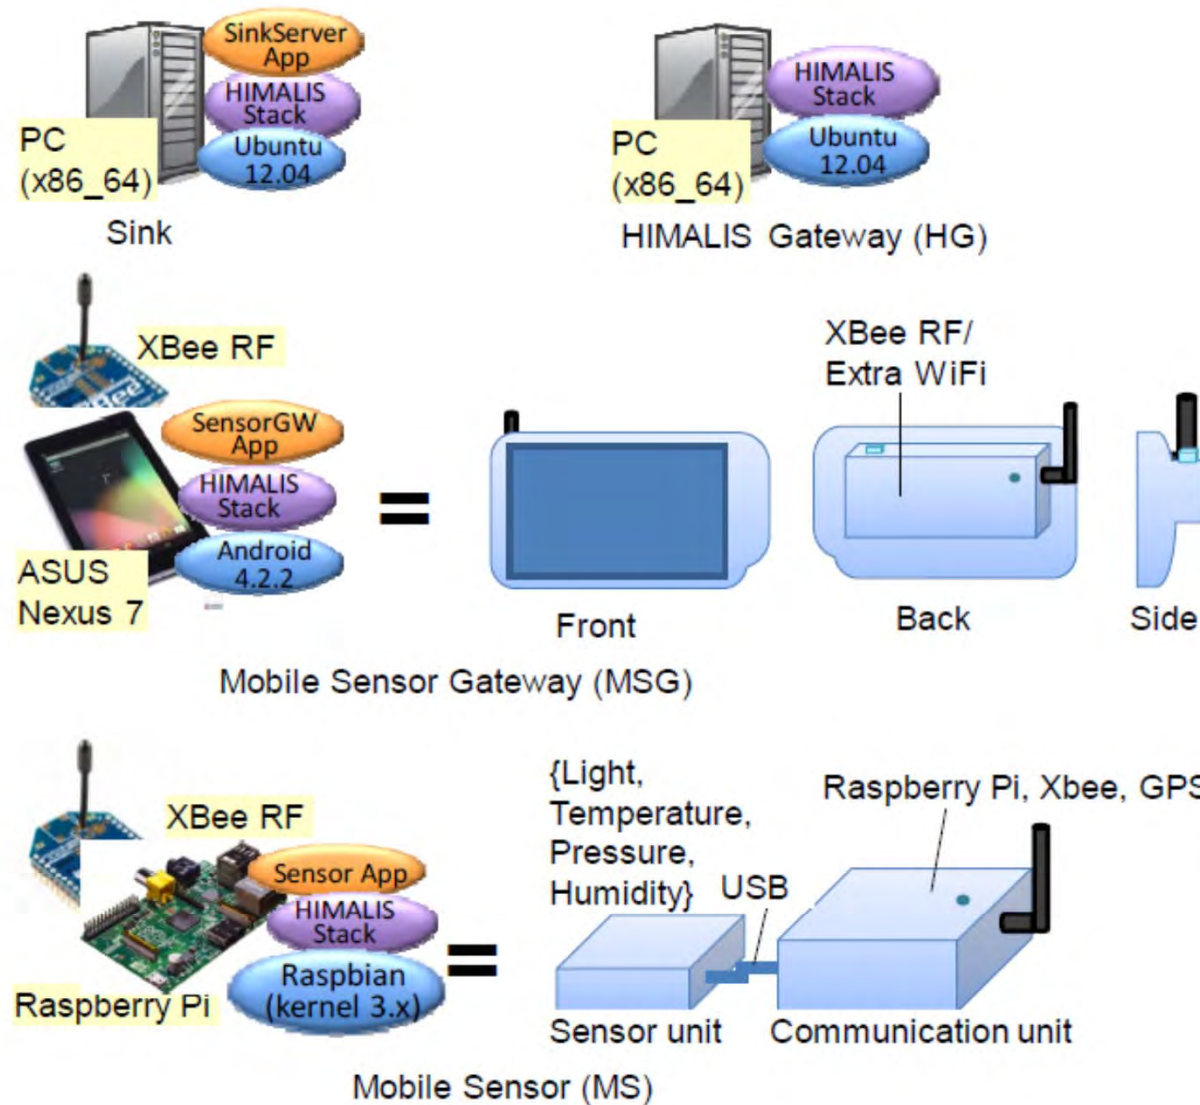 SinkServer
App
HIMALIS
Stack
Ubuntu
12.04
PC
(x86_64)
Sink
HIMALIS
Stack
Ubuntu
12.04
PC
(x86_64)
HIMALIS Gateway (HG)
XBee RF
SensorGW
App
HIMALIS
Stack
Android
4.2.2
ASUS
Nexus 7
=
XBee RF/
Extra WiFi
Front
Back
Side
Mobile Sensor Gateway (MSG)
XBee RF
Sensor App
HIMALIS
Stack
Raspbian
(kernel 3.x)
Raspberry Pi
=
{Light,
Temperature,
Pressure,
Humidity}
USB
Raspberry Pi, Xbee, GPS
Sensor unit
Communication unit
Mobile Sensor (MS)